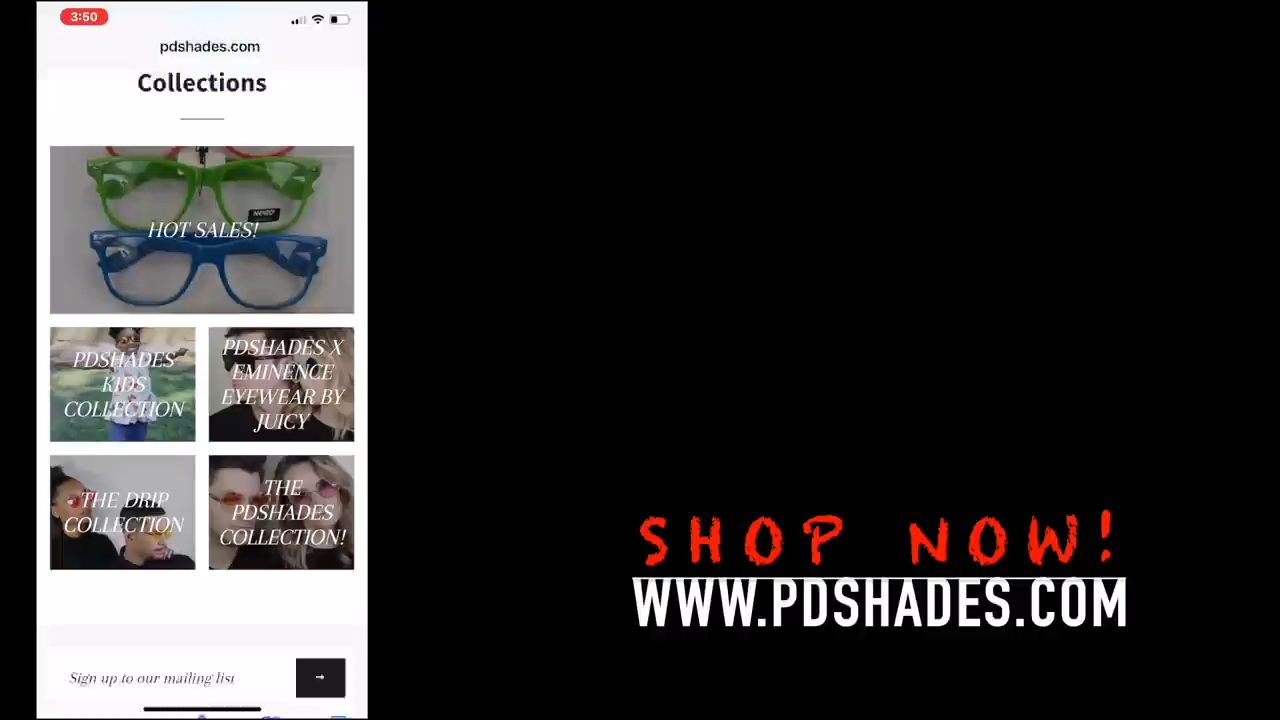 3:50
pdshades.com
Collections
HOT SALES!
PDSHADES
KIDS
COLLECTION
PDSHADES X
EMINENCE
EYEWEAR BY
JUICY
THE DRIP
COLLECTION
THE
PDSHADES
COLLECTION!
Sign up to our mailing list
SHOP NOW!
WWW.PDSHADES.COM